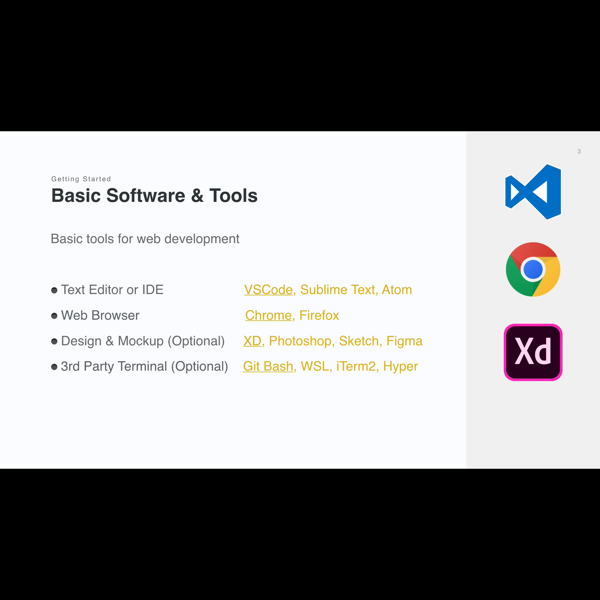 3
Getting Started
Basic Software & Tools
Basic tools for web development
● Text Editor or IDE VSCode, Sublime Text, Atom
● Web Browser Chrome, Firefox
● Design & Mockup (Optional) XD, Photoshop, Sketch, Figma
● 3rd Party Terminal (Optional) Git Bash, WSL, iTerm2, Hyper
Xd